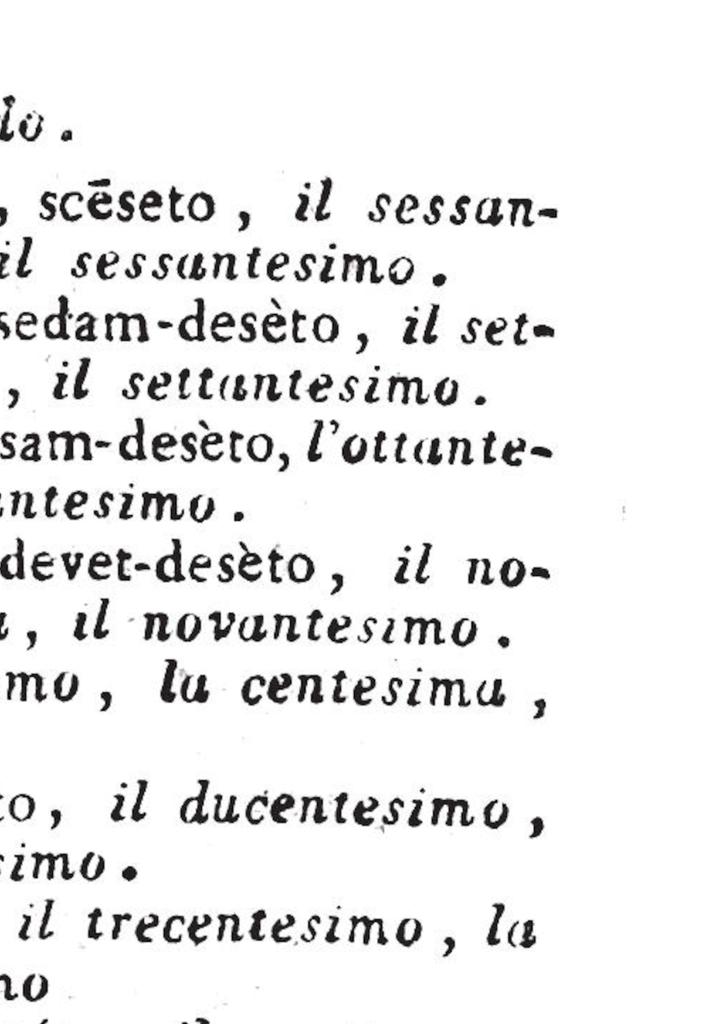 lo.
, scēseto, il sessan-
il sessantesimo.
sedam-desèto, il set-
, il settantesimo.
sam-desèto, l'ottante-
antesimo.
devet-desèto, il no-
, il novantesimo.
mo, la centesima,
to, il ducentesimo,
simo.
il trecentesimo, la
no